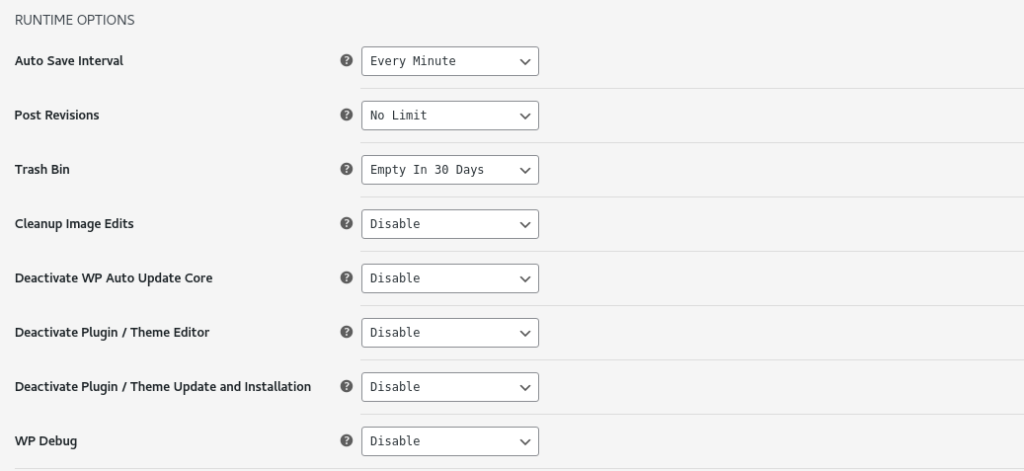 RUNTIME OPTIONS
Auto Save Interval ? Every Minute
Post Revisions ? No Limit
Trash Bin ? Empty In 30 Days
Cleanup Image Edits ? Disable
Deactivate WP Auto Update Core ? Disable
Deactivate Plugin / Theme Editor ? Disable
Deactivate Plugin / Theme Update and Installation ? Disable
WP Debug ? Disable